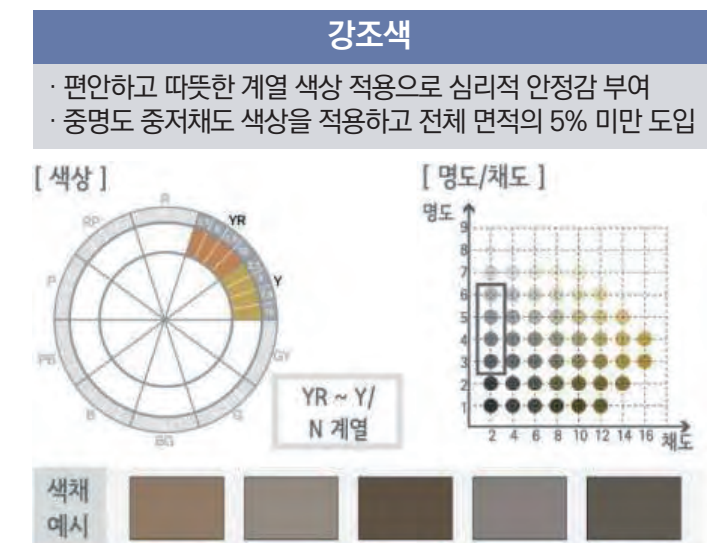 강조색
· 편안하고 따뜻한 계열 색상 적용으로 심리적 안정감 부여
· 중명도 중저채도 색상을 적용하고 전체 면적의 5% 미만 도입
[ 색상 ]
R
YR
Y
GY
G
BG
B
PB
P
RP
YR ~ Y/
N 계열
[ 명도/채도 ]
명도
9
8
7
6
5
4
3
2
1
2 4 6 8 10 12 14 16 채도
색채
예시